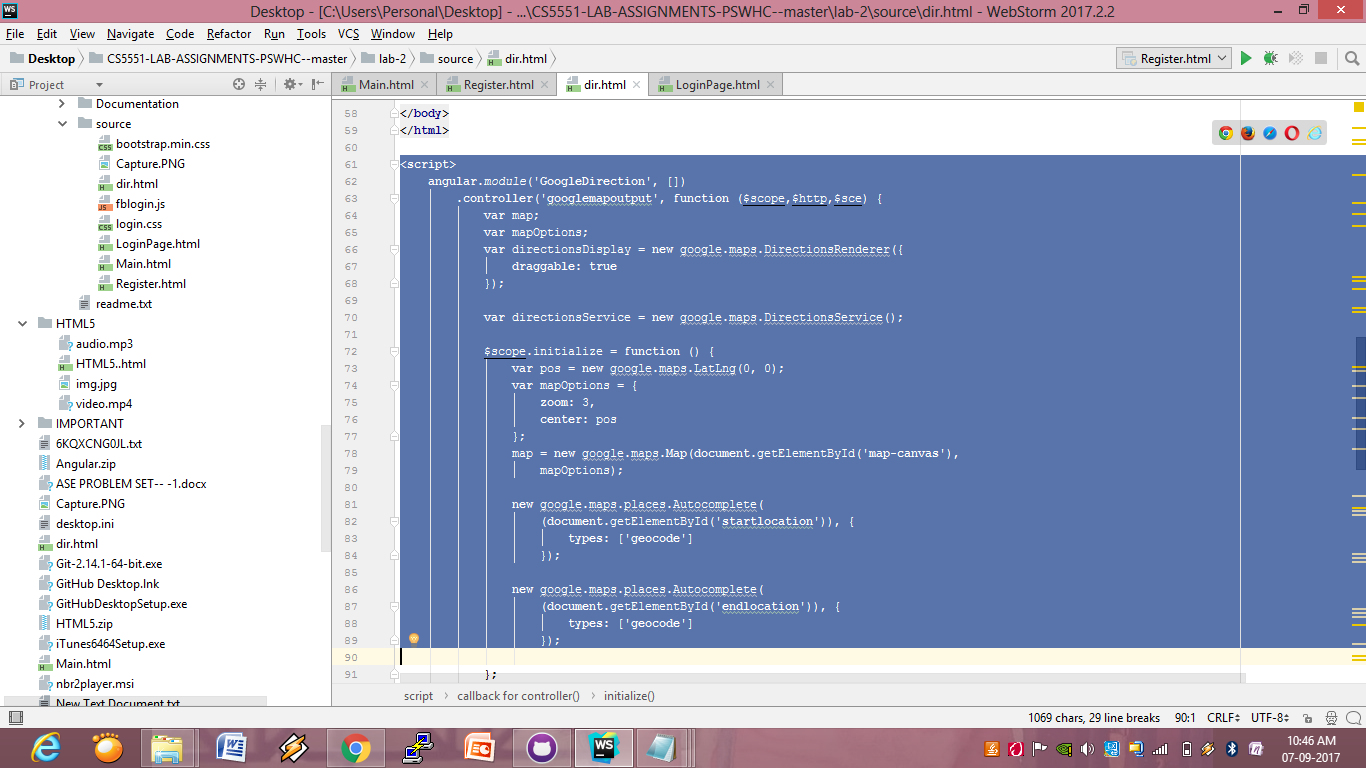 WS
Desktop - [C:\Users\Personal\Desktop] - ...\CS5551-LAB-ASSIGNMENTS-PSWHC--master\lab-2\source\dir.html - WebStorm 2017.2.2
File Edit View Navigate Code Refactor Run Tools VCS Window Help
Desktop CS5551-LAB-ASSIGNMENTS-PSWHC--master lab-2 source dir.html Register.html
Project Main.html Register.html dir.html LoginPage.html
Documentation
source
bootstrap.min.css
Capture.PNG
dir.html
fblogin.js
login.css
LoginPage.html
Main.html
Register.html
readme.txt
HTML5
audio.mp3
HTML5..html
img.jpg
video.mp4
IMPORTANT
6KQXCNG0JL.txt
Angular.zip
ASE PROBLEM SET-- -1.docx
Capture.PNG
desktop.ini
dir.html
Git-2.14.1-64-bit.exe
GitHub Desktop.lnk
GitHubDesktopSetup.exe
HTML5.zip
iTunes6464Setup.exe
Main.html
nbr2player.msi
New Text Document.txt
58 </body>
59 </html>
60
61 <script>
62 angular.module('GoogleDirection', [])
63 .controller('googlemapoutput', function ($scope,$http,$sce) {
64 var map;
65 var mapOptions;
66 var directionsDisplay = new google.maps.DirectionsRenderer({
67 draggable: true
68 });
69
70 var directionsService = new google.maps.DirectionsService();
71
72 $scope.initialize = function () {
73 var pos = new google.maps.LatLng(0, 0);
74 var mapOptions = {
75 zoom: 3,
76 center: pos
77 };
78 map = new google.maps.Map(document.getElementById('map-canvas'),
79 mapOptions);
80
81 new google.maps.places.Autocomplete(
82 (document.getElementById('startlocation')), {
83 types: ['geocode']
84 });
85
86 new google.maps.places.Autocomplete(
87 (document.getElementById('endlocation')), {
88 types: ['geocode']
89 });
90
91 };
script callback for controller() initialize()
1069 chars, 29 line breaks 90:1 CRLF UTF-8
WS
10:46 AM
07-09-2017